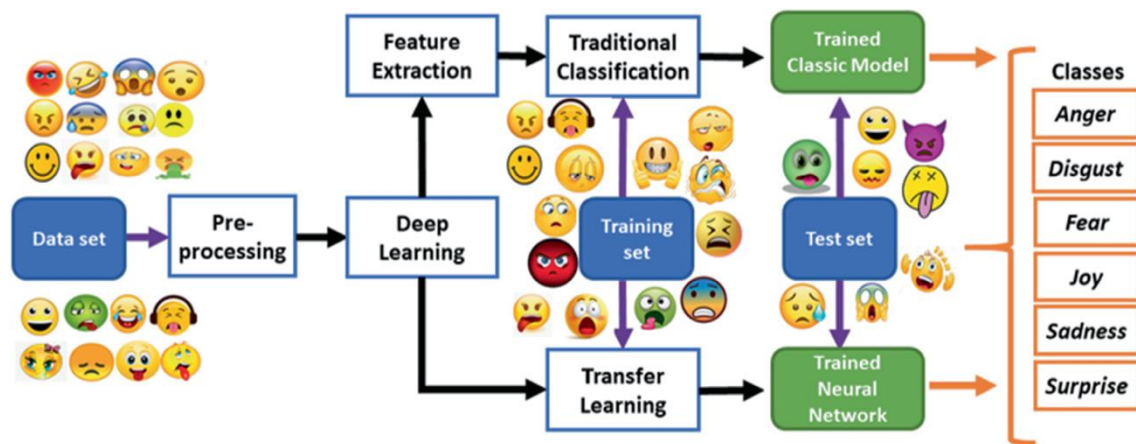 Feature
Extraction
Traditional
Classification
Trained
Classic Model
Classes
Anger
Disgust
Fear
Joy
Sadness
Surprise
Data set
Pre-
processing
Deep
Learning
Training
set
Test set
Transfer
Learning
Trained
Neural
Network